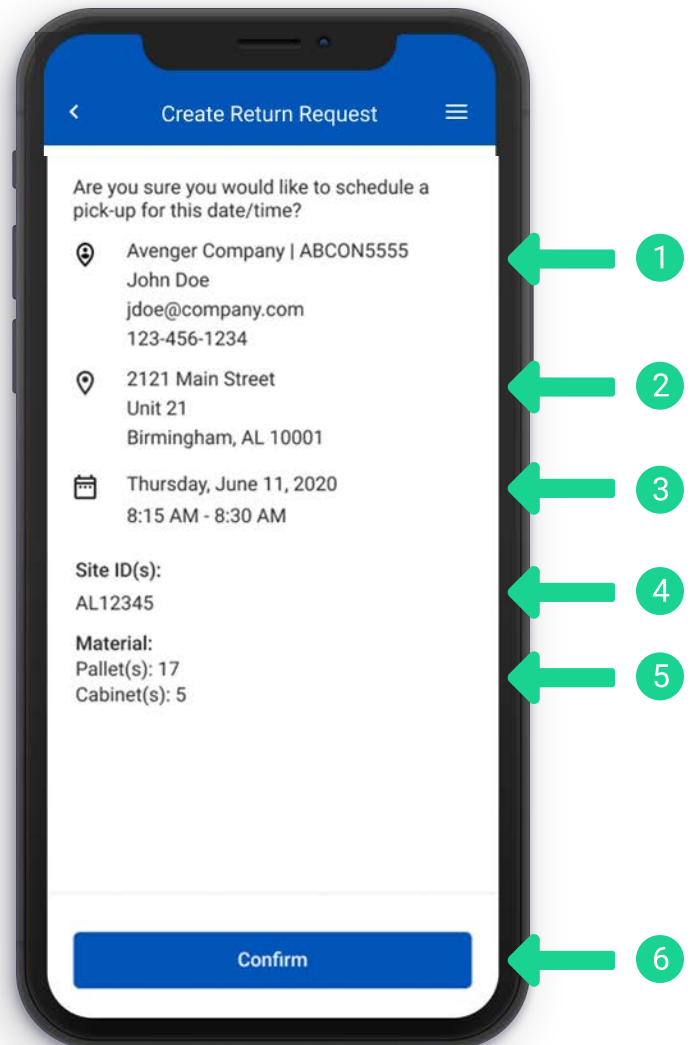 Create Return Request
Are you sure you would like to schedule a
pick-up for this date/time?
Avenger Company | ABCON5555
John Doe
jdoe@company.com
123-456-1234
1
2121 Main Street
Unit 21
Birmingham, AL 10001
2
Thursday, June 11, 2020
8:15 AM - 8:30 AM
3
Site ID(s):
AL12345
4
Material:
Pallet(s): 17
Cabinet(s): 5
5
Confirm
6